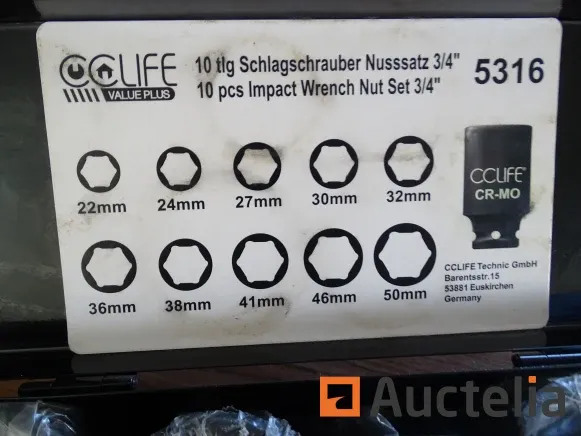 CCLIFE
VALUE PLUS
10 tlg Schlagschrauber Nusssatz 3/4"
10 pcs Impact Wrench Nut Set 3/4"
5316
22mm 24mm 27mm 30mm 32mm
CCLIFE®
CR-MO
36mm 38mm 41mm 46mm 50mm
CCLIFE Technic GmbH
Barentsstr.15
53881 Euskirchen
Germany
Auctelia